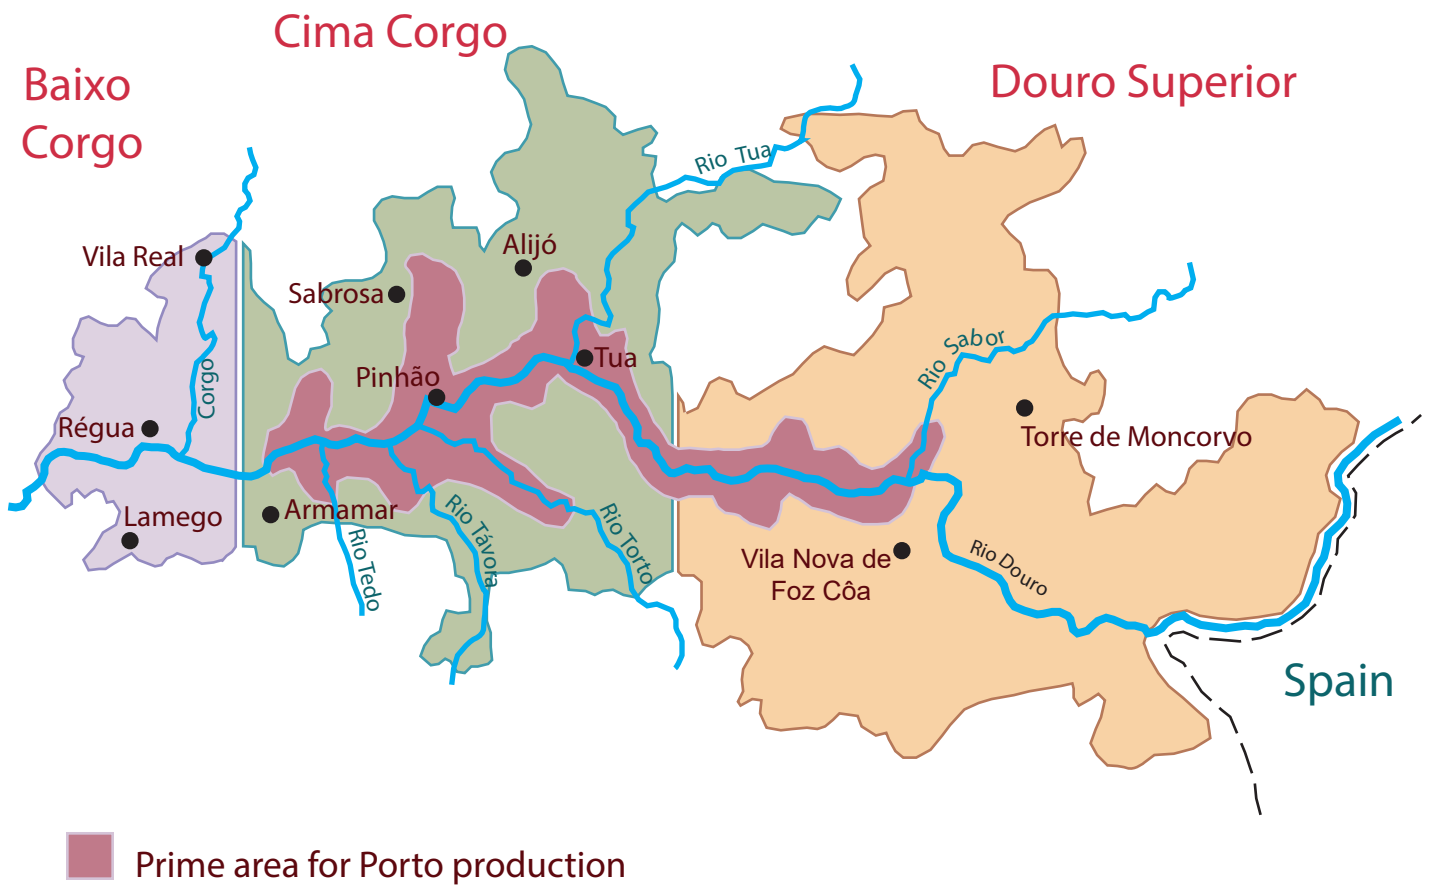 Cima Corgo
Baixo
Corgo
Douro Superior
Rio Tua
Vila Real
Alijó
Sabrosa
Rio Sabor
Tua
Pinhão
Corgo
Régua
Torre de Moncorvo
Armamar
Lamego
Rio Tedo
Rio Távora
Rio Torto
Vila Nova de
Foz Côa
Rio Douro
Spain
Prime area for Porto production